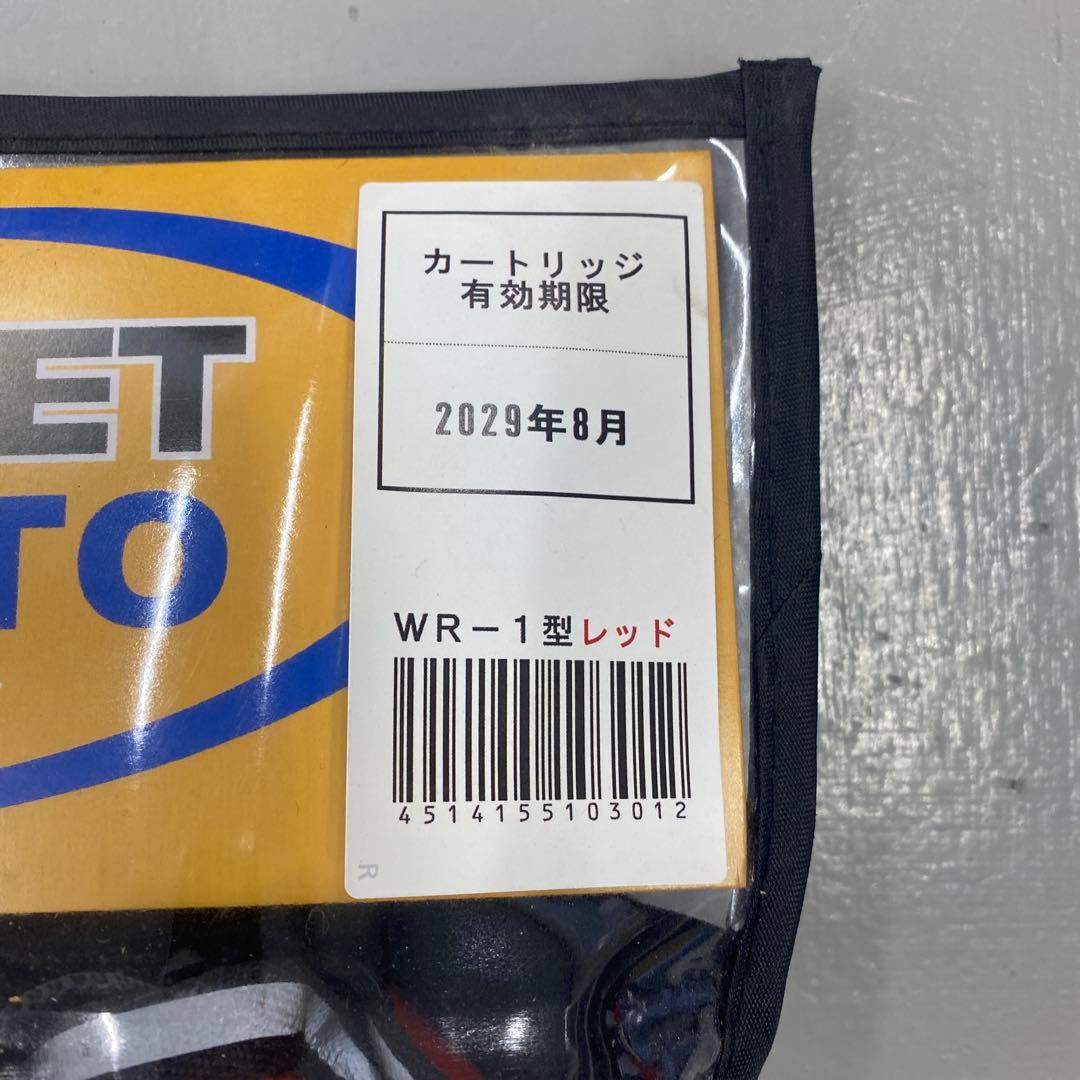 ET
TO
カートリッジ
有効期限
2029年8月
WR-1型レッド
4514155103012
R